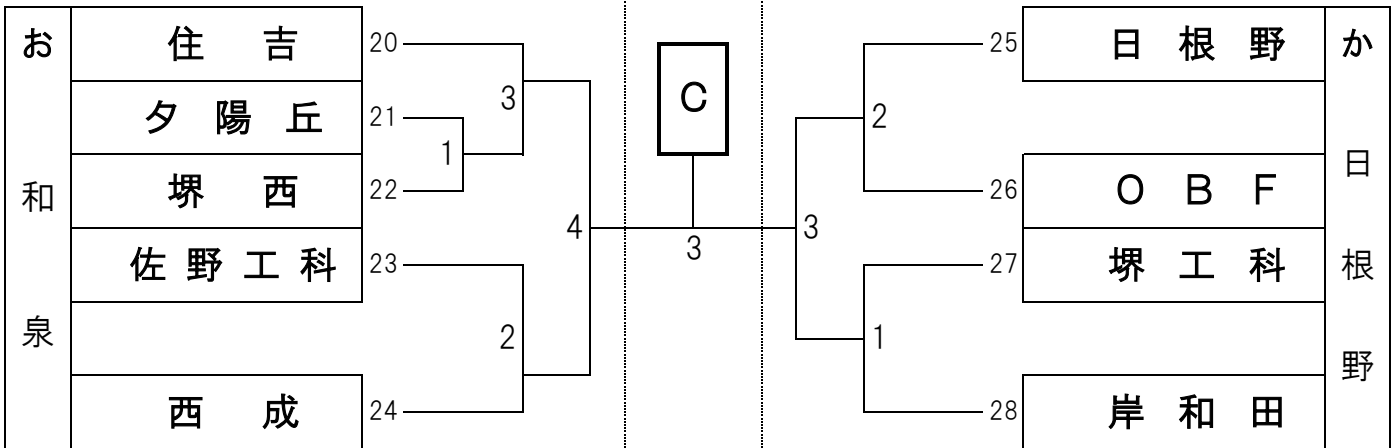 お
和
泉
住 吉
20
夕 陽 丘
21
堺 西
22
佐 野 工 科
23
西 成
24
3
1
2
4
C
3
3
2
1
25
日 根 野
26
O B F
27
堺 工 科
28
岸 和 田
か
日
根
野